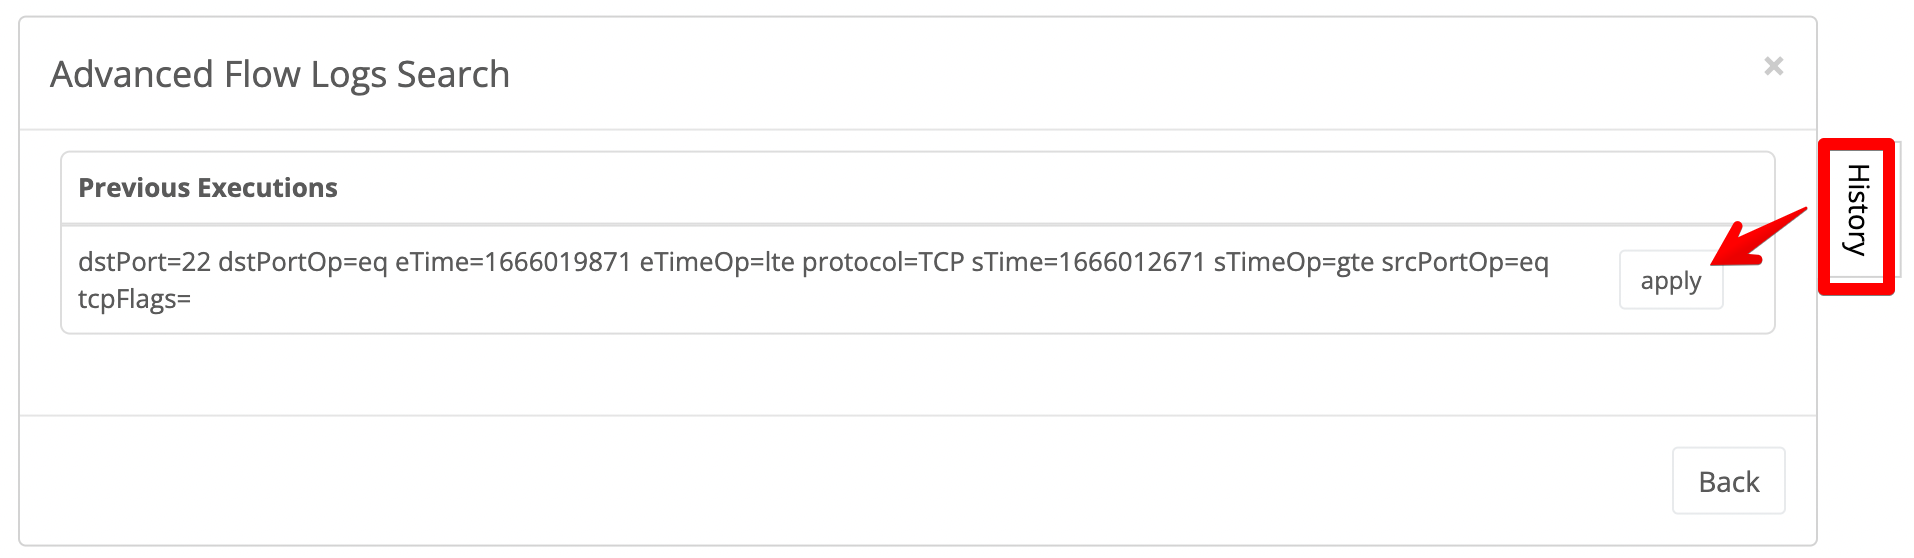 Advanced Flow Logs Search
×
History
Previous Executions
dstPort=22 dstPortOp=eq eTime=1666019871 eTimeOp=lte protocol=TCP sTime=1666012671 sTimeOp=gte srcPortOp=eq
tcpFlags=
apply
Back